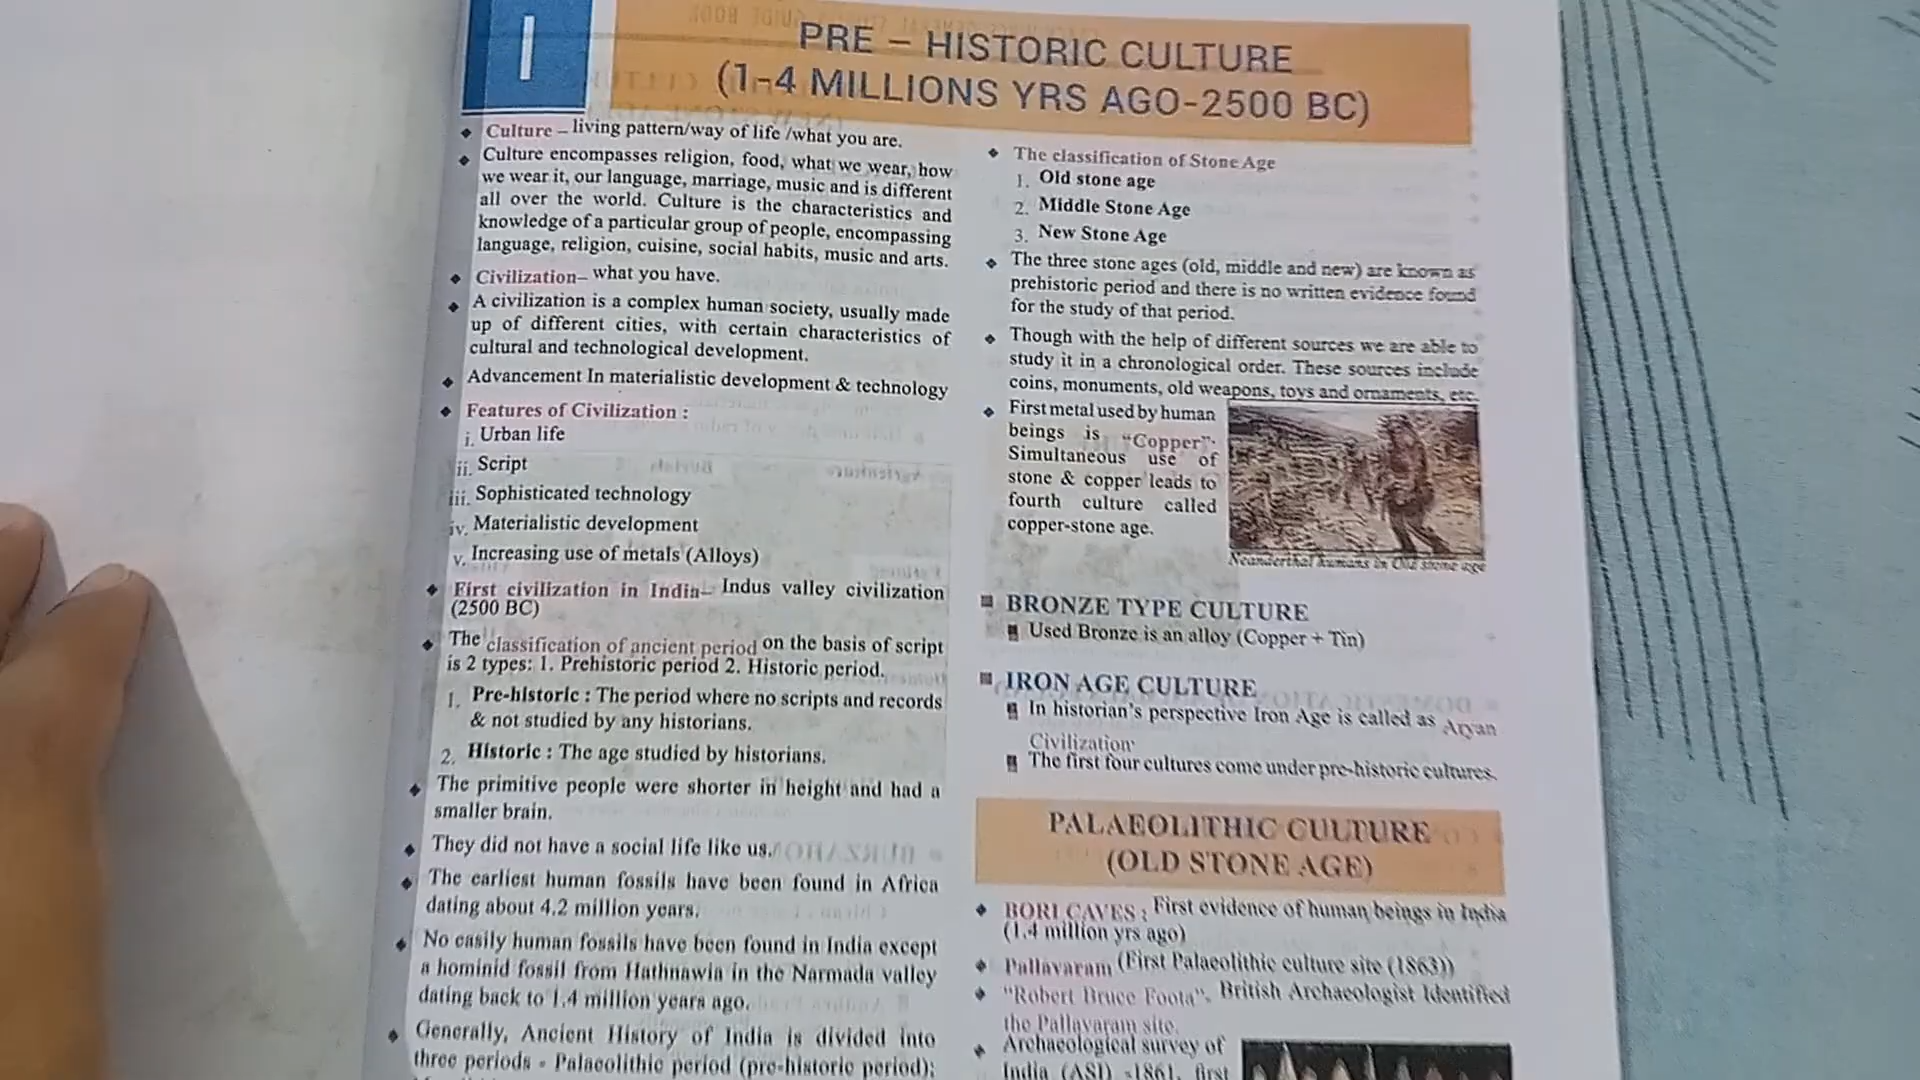 I
PRE – HISTORIC CULTURE
(1-4 MILLIONS YRS AGO-2500 BC)
Culture – living pattern/way of life /what you are.
Culture encompasses religion, food, what we wear, how
we wear it, our language, marriage, music and is different
all over the world. Culture is the characteristics and
knowledge of a particular group of people, encompassing
language, religion, cuisine, social habits, music and arts.
Civilization– what you have.
A civilization is a complex human society, usually made
up of different cities, with certain characteristics of
cultural and technological development.
Advancement In materialistic development & technology
Features of Civilization :
i. Urban life
ii. Script
iii. Sophisticated technology
iv. Materialistic development
v. Increasing use of metals (Alloys)
First civilization in India– Indus valley civilization
(2500 BC)
The classification of ancient period on the basis of script
is 2 types: 1. Prehistoric period 2. Historic period.
1. Pre-historic : The period where no scripts and records
& not studied by any historians.
2. Historic : The age studied by historians.
The primitive people were shorter in height and had a
smaller brain.
They did not have a social life like us.
The earliest human fossils have been found in Africa
dating about 4.2 million years.
No easily human fossils have been found in India except
a hominid fossil from Hathnawia in the Narmada valley
dating back to 1.4 million years ago.
Generally, Ancient History of India is divided into
three periods - Palaeolithic period (pre-historic period);
The classification of Stone Age
1. Old stone age
2. Middle Stone Age
3. New Stone Age
The three stone ages (old, middle and new) are known as
prehistoric period and there is no written evidence found
for the study of that period.
Though with the help of different sources we are able to
study it in a chronological order. These sources include
coins, monuments, old weapons, toys and ornaments, etc.
First metal used by human
beings is "Copper".
Simultaneous use of
stone & copper leads to
fourth culture called
copper-stone age.
Neanderthal humans in Old stone age
BRONZE TYPE CULTURE
Used Bronze is an alloy (Copper + Tin)
IRON AGE CULTURE
In historian's perspective Iron Age is called as Aryan
Civilization
The first four cultures come under pre-historic cultures.
PALAEOLITHIC CULTURE
(OLD STONE AGE)
BORI CAVES : First evidence of human beings in India
(1.4 million yrs ago)
Pallavaram (First Palaeolithic culture site (1863))
"Robert Bruce Foota", British Archaeologist Identified
the Pallavaram site.
Archaeological survey of
India (ASI) -1861, first